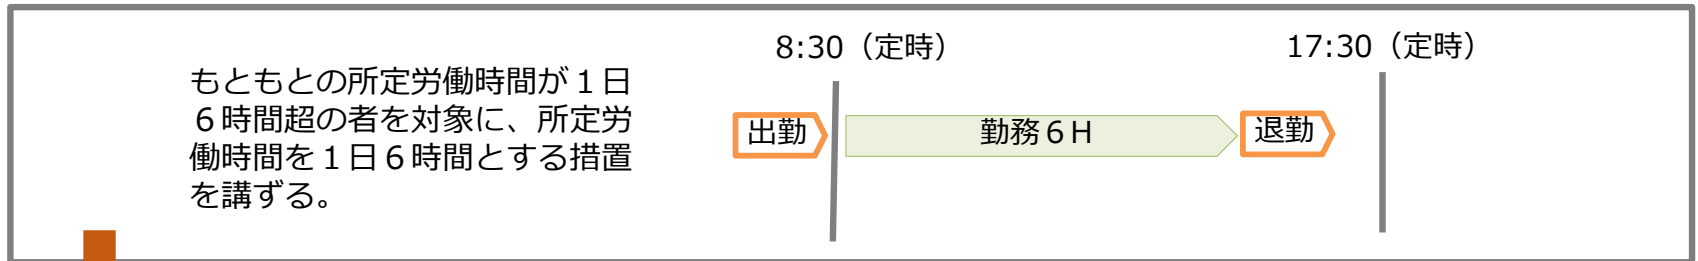 8:30（定時）
17:30（定時）
もともとの所定労働時間が１日
６時間超の者を対象に、所定労
働時間を１日６時間とする措置
を講ずる。
出勤
勤務６Ｈ
退勤